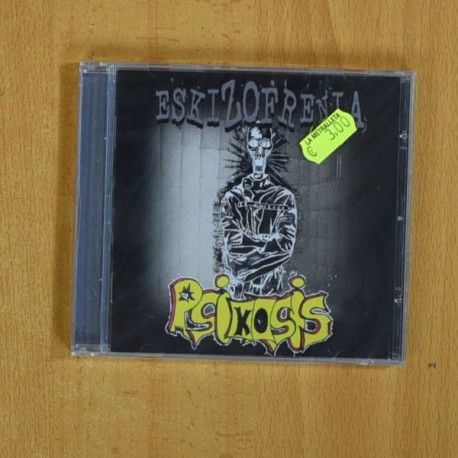 ESKIZOFRENIA
LA METRALLETA
€ 3,00
PSIKOSIS